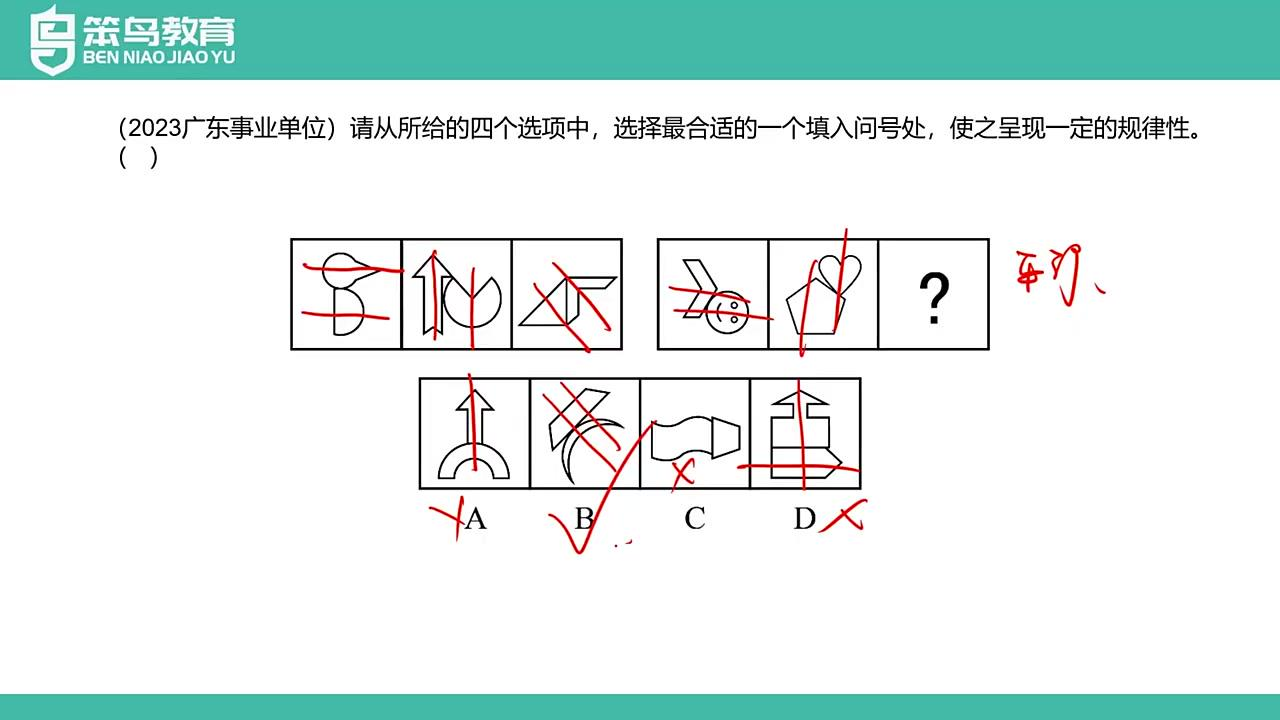 笨鸟教育
BEN NIAO JIAO YU
（2023广东事业单位）请从所给的四个选项中，选择最合适的一个填入问号处，使之呈现一定的规律性。
（ ）
?
A B C D